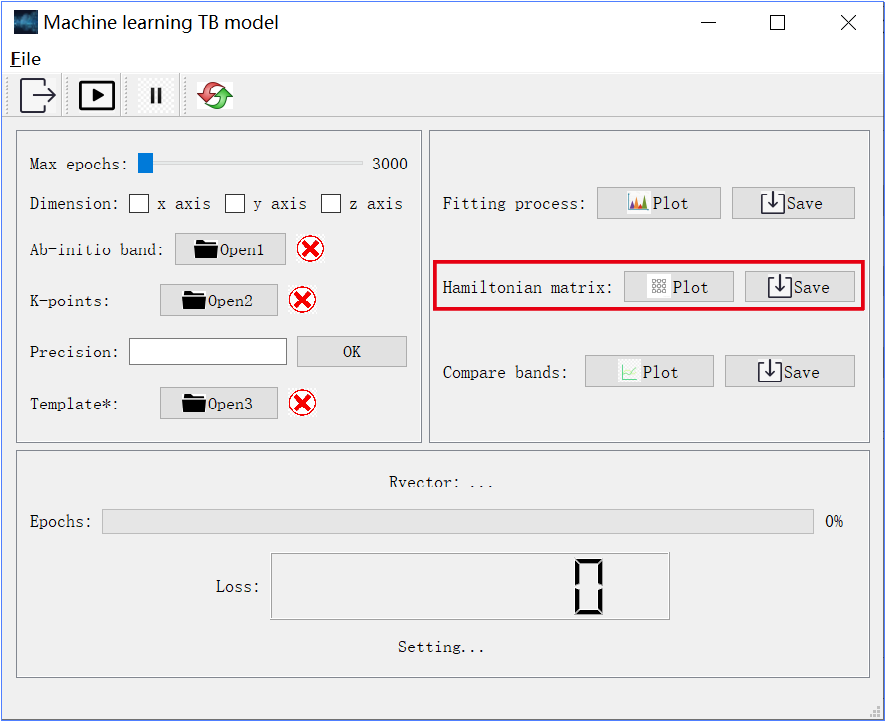 Machine learning TB model
File
Max epochs: 3000
Dimension: x axis y axis z axis
Ab-initio band: Open1
K-points: Open2
Precision: OK
Template*: Open3
Fitting process: Plot Save
Hamiltonian matrix: Plot Save
Compare bands: Plot Save
Rvector: ...
Epochs: 0%
Loss: 0
Setting...